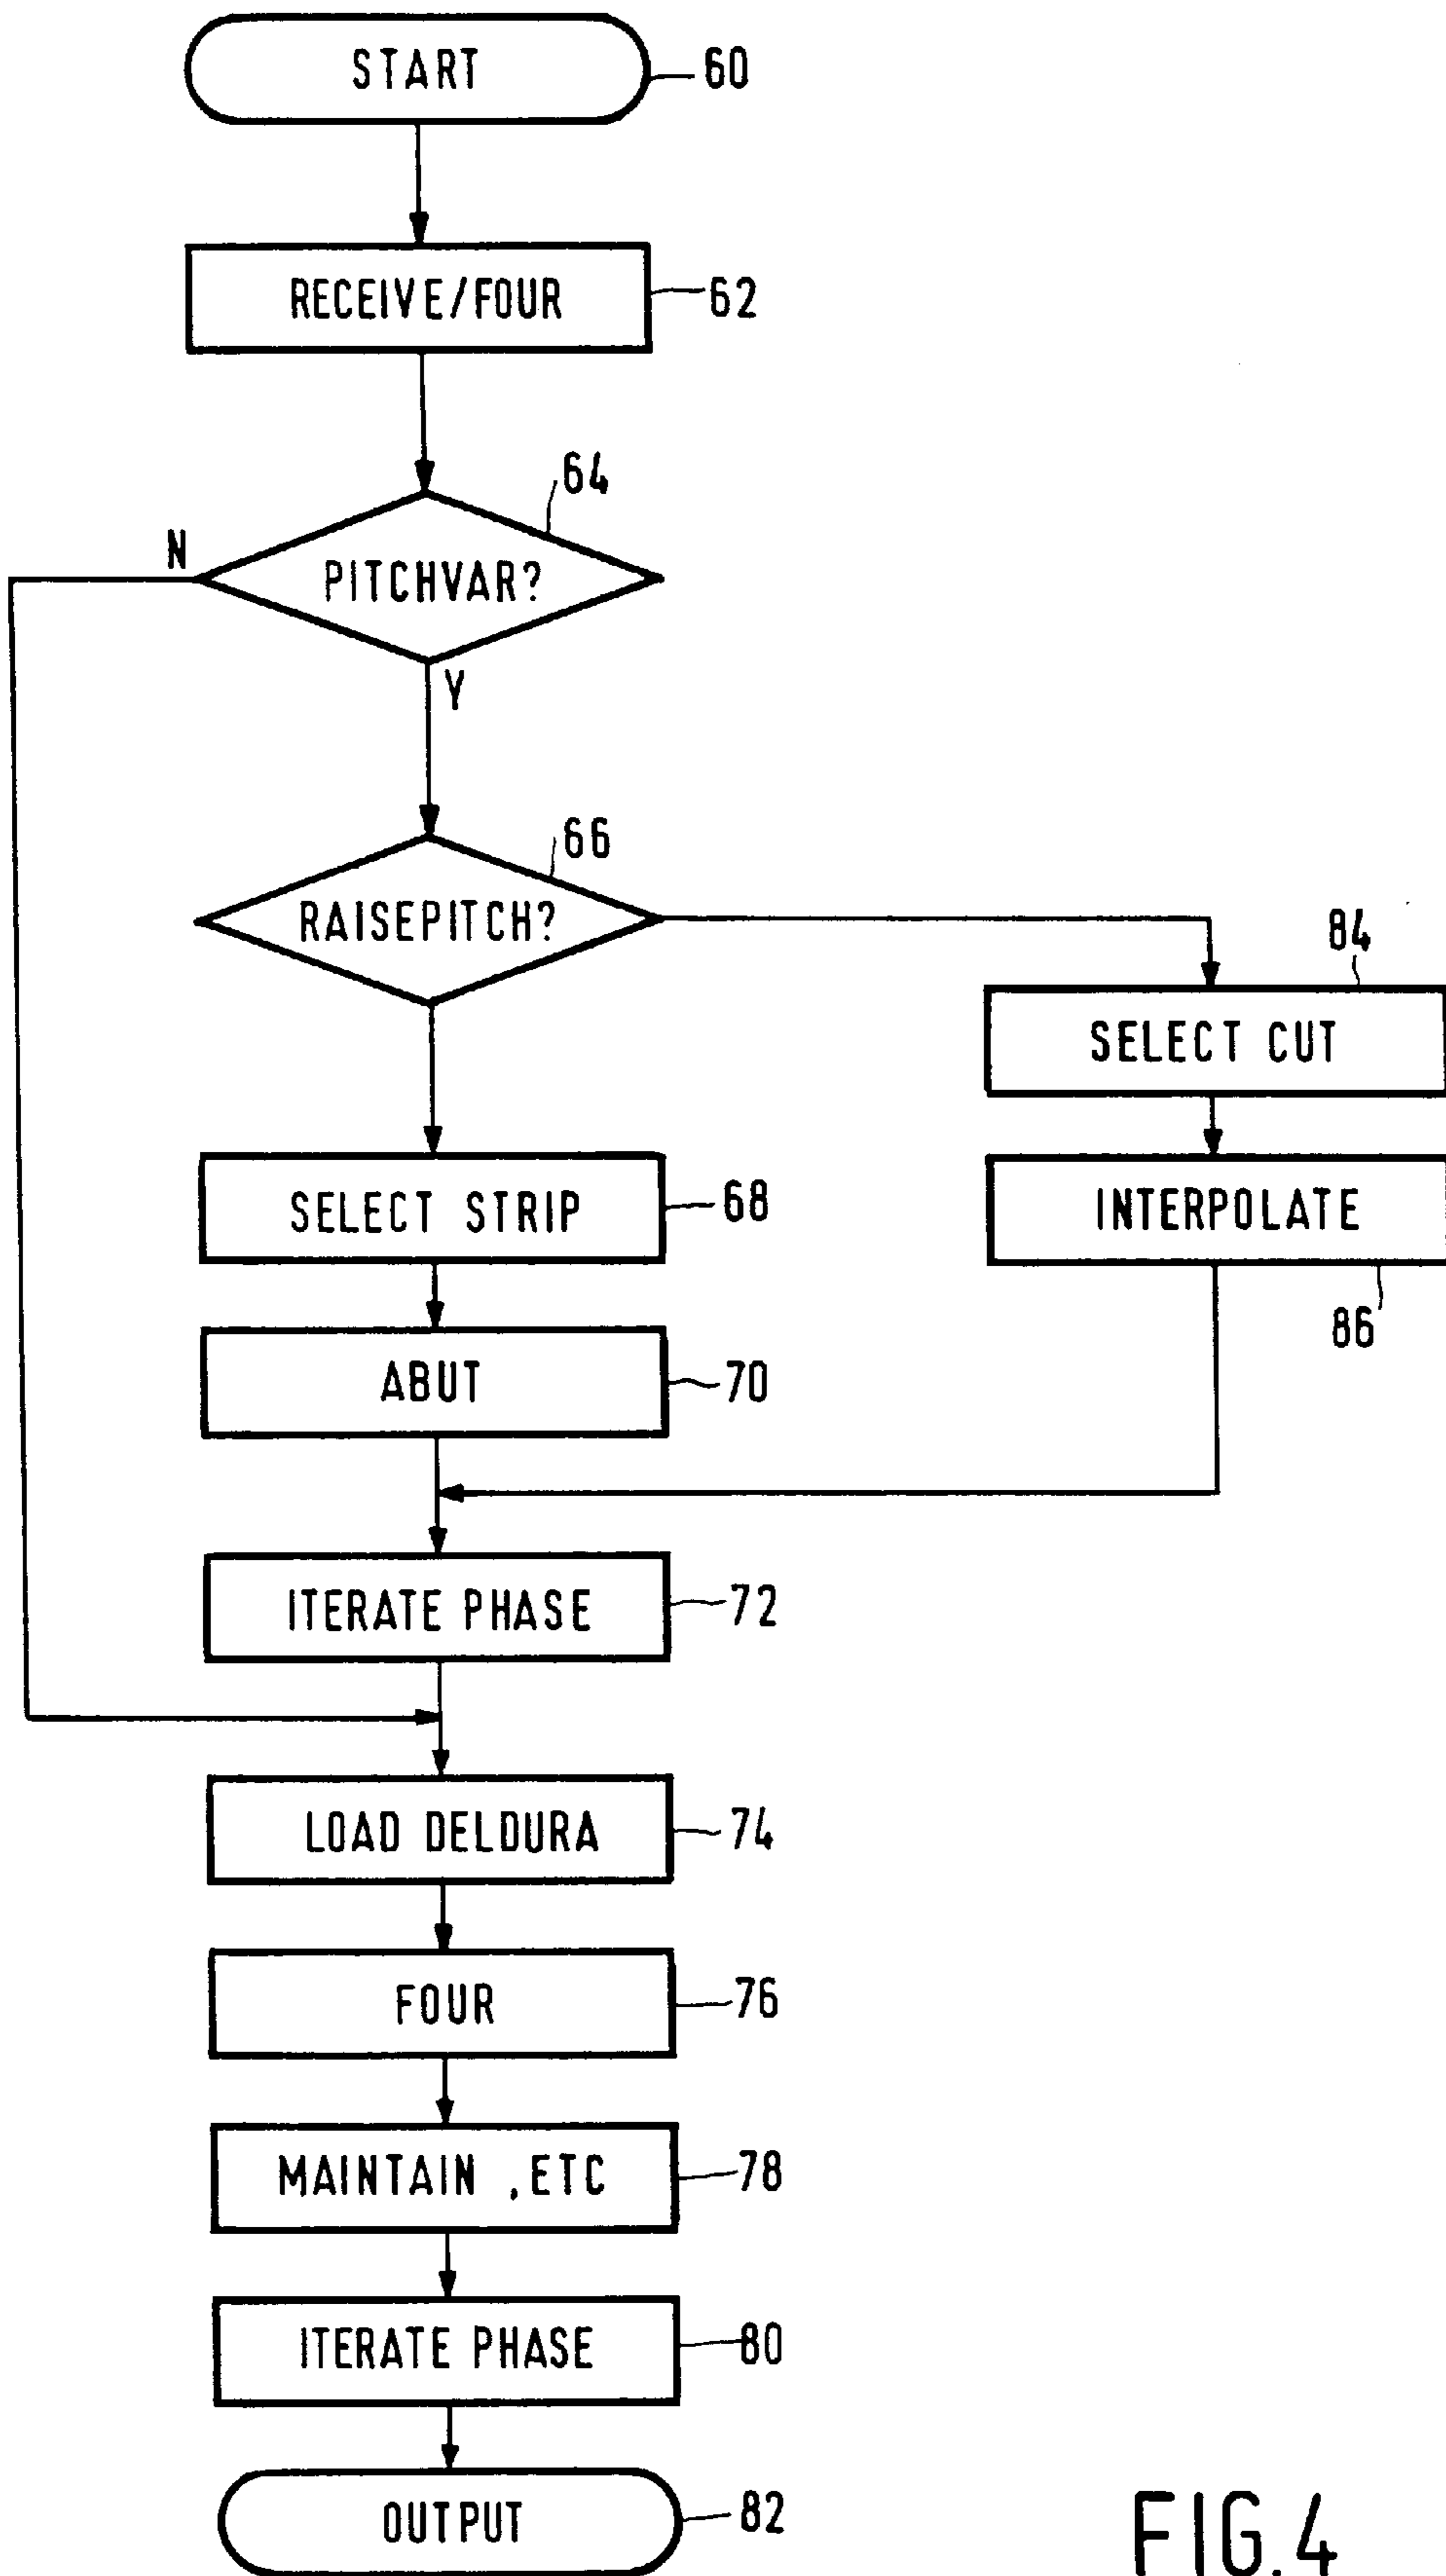 START
60
RECEIVE/FOUR
62
64
N
PITCHVAR?
Y
66
RAISEPITCH?
84
SELECT CUT
SELECT STRIP
68
INTERPOLATE
86
ABUT
70
ITERATE PHASE
72
LOAD DELDURA
74
FOUR
76
MAINTAIN ,ETC
78
ITERATE PHASE
80
OUTPUT
82
FIG.4